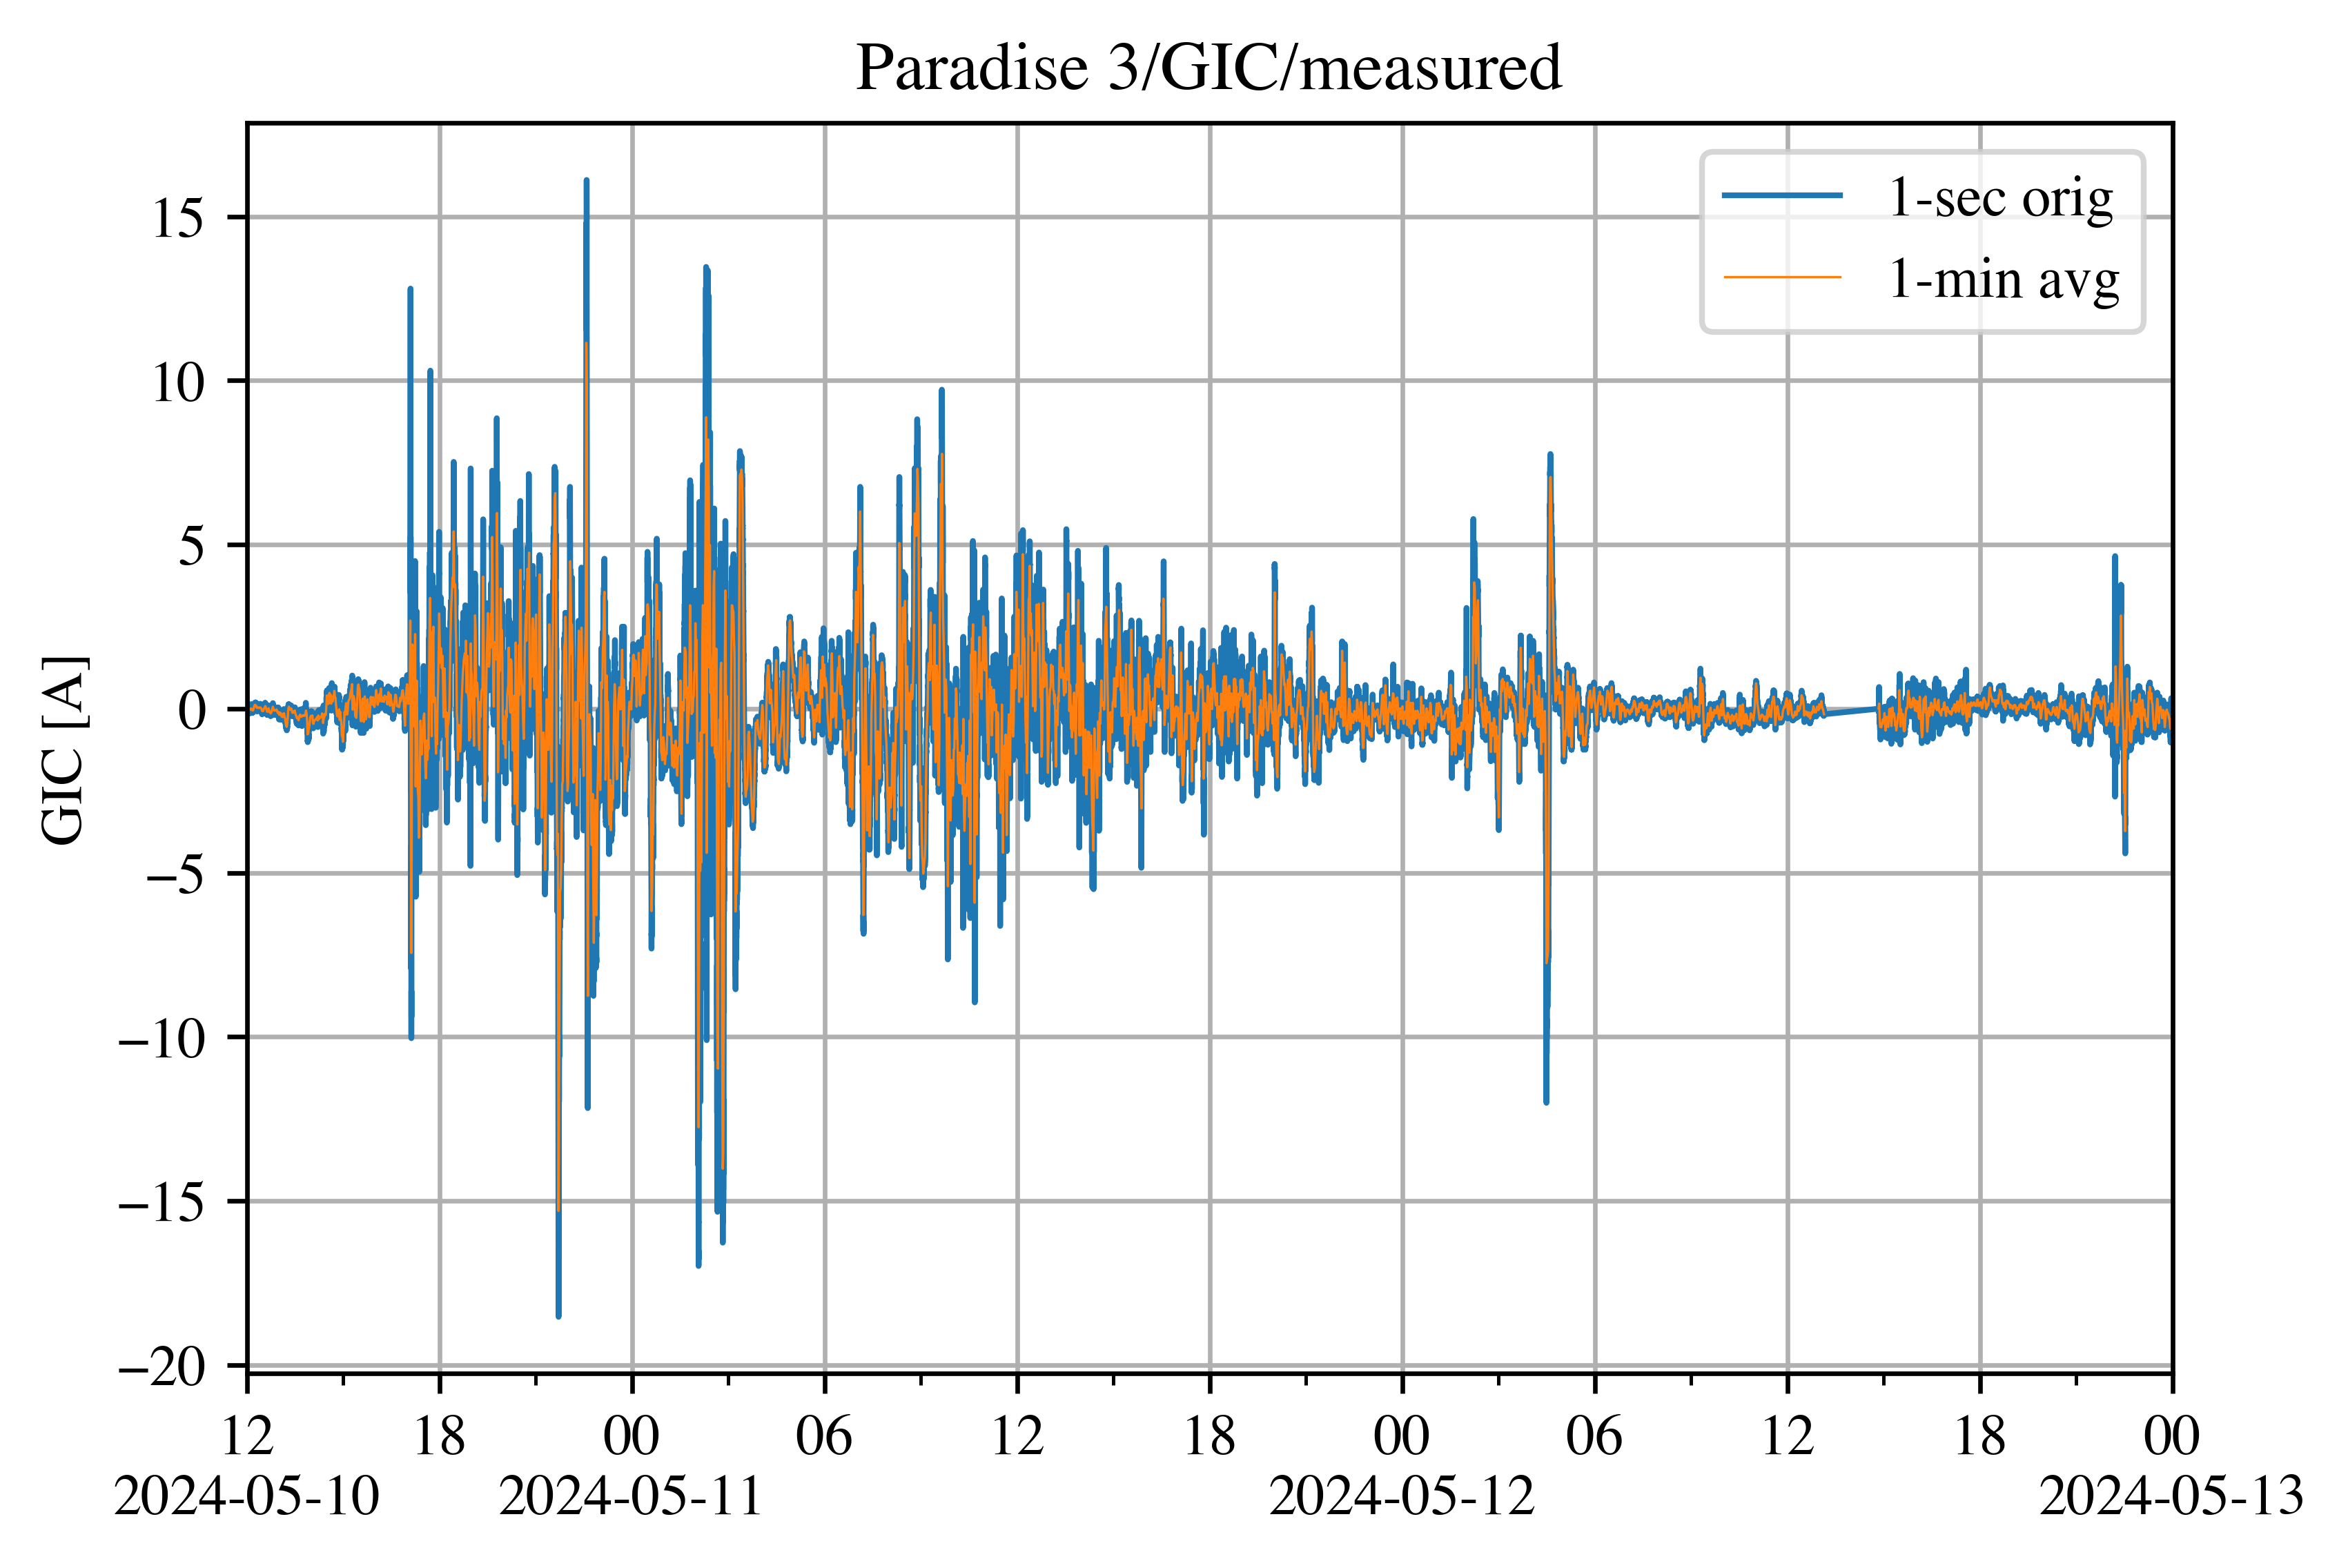 Paradise 3/GIC/measured
1-sec orig
1-min avg
GIC [A]
15
10
5
0
−5
−10
−15
−20
12 18 00 06 12 18 00 06 12 18 00
2024-05-10 2024-05-11 2024-05-12 2024-05-13